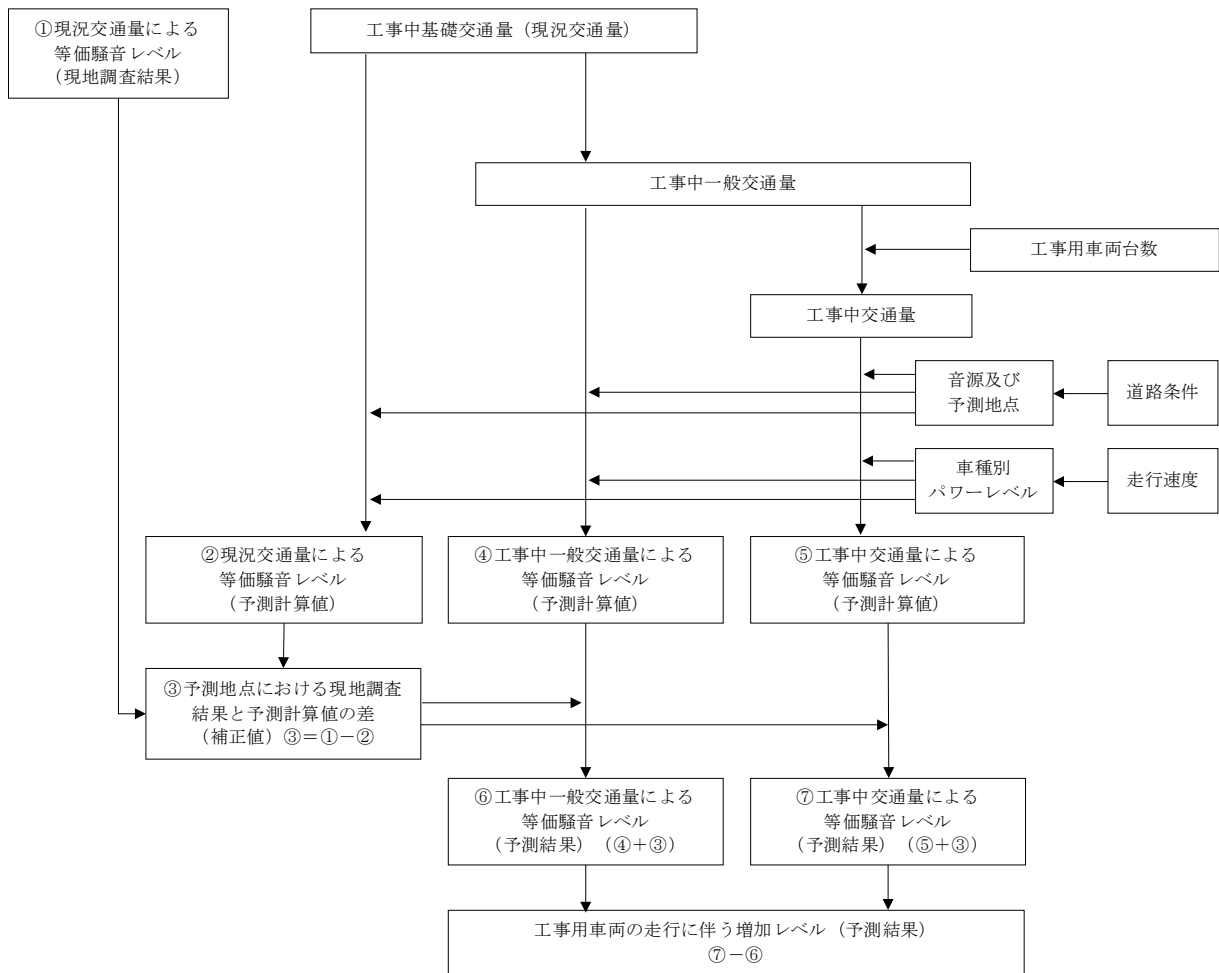 ①現況交通量による
等価騒音レベル
（現地調査結果）
工事中基礎交通量（現況交通量）
工事中一般交通量
工事用車両台数
工事中交通量
音源及び
予測地点
道路条件
車種別
パワーレベル
走行速度
②現況交通量による
等価騒音レベル
（予測計算値）
④工事中一般交通量による
等価騒音レベル
（予測計算値）
⑤工事中交通量による
等価騒音レベル
（予測計算値）
③予測地点における現地調査
結果と予測計算値の差
（補正値）③＝①－②
⑥工事中一般交通量による
等価騒音レベル
（予測結果）（④＋③）
⑦工事中交通量による
等価騒音レベル
（予測結果）（⑤＋③）
工事用車両の走行に伴う増加レベル（予測結果）
⑦－⑥